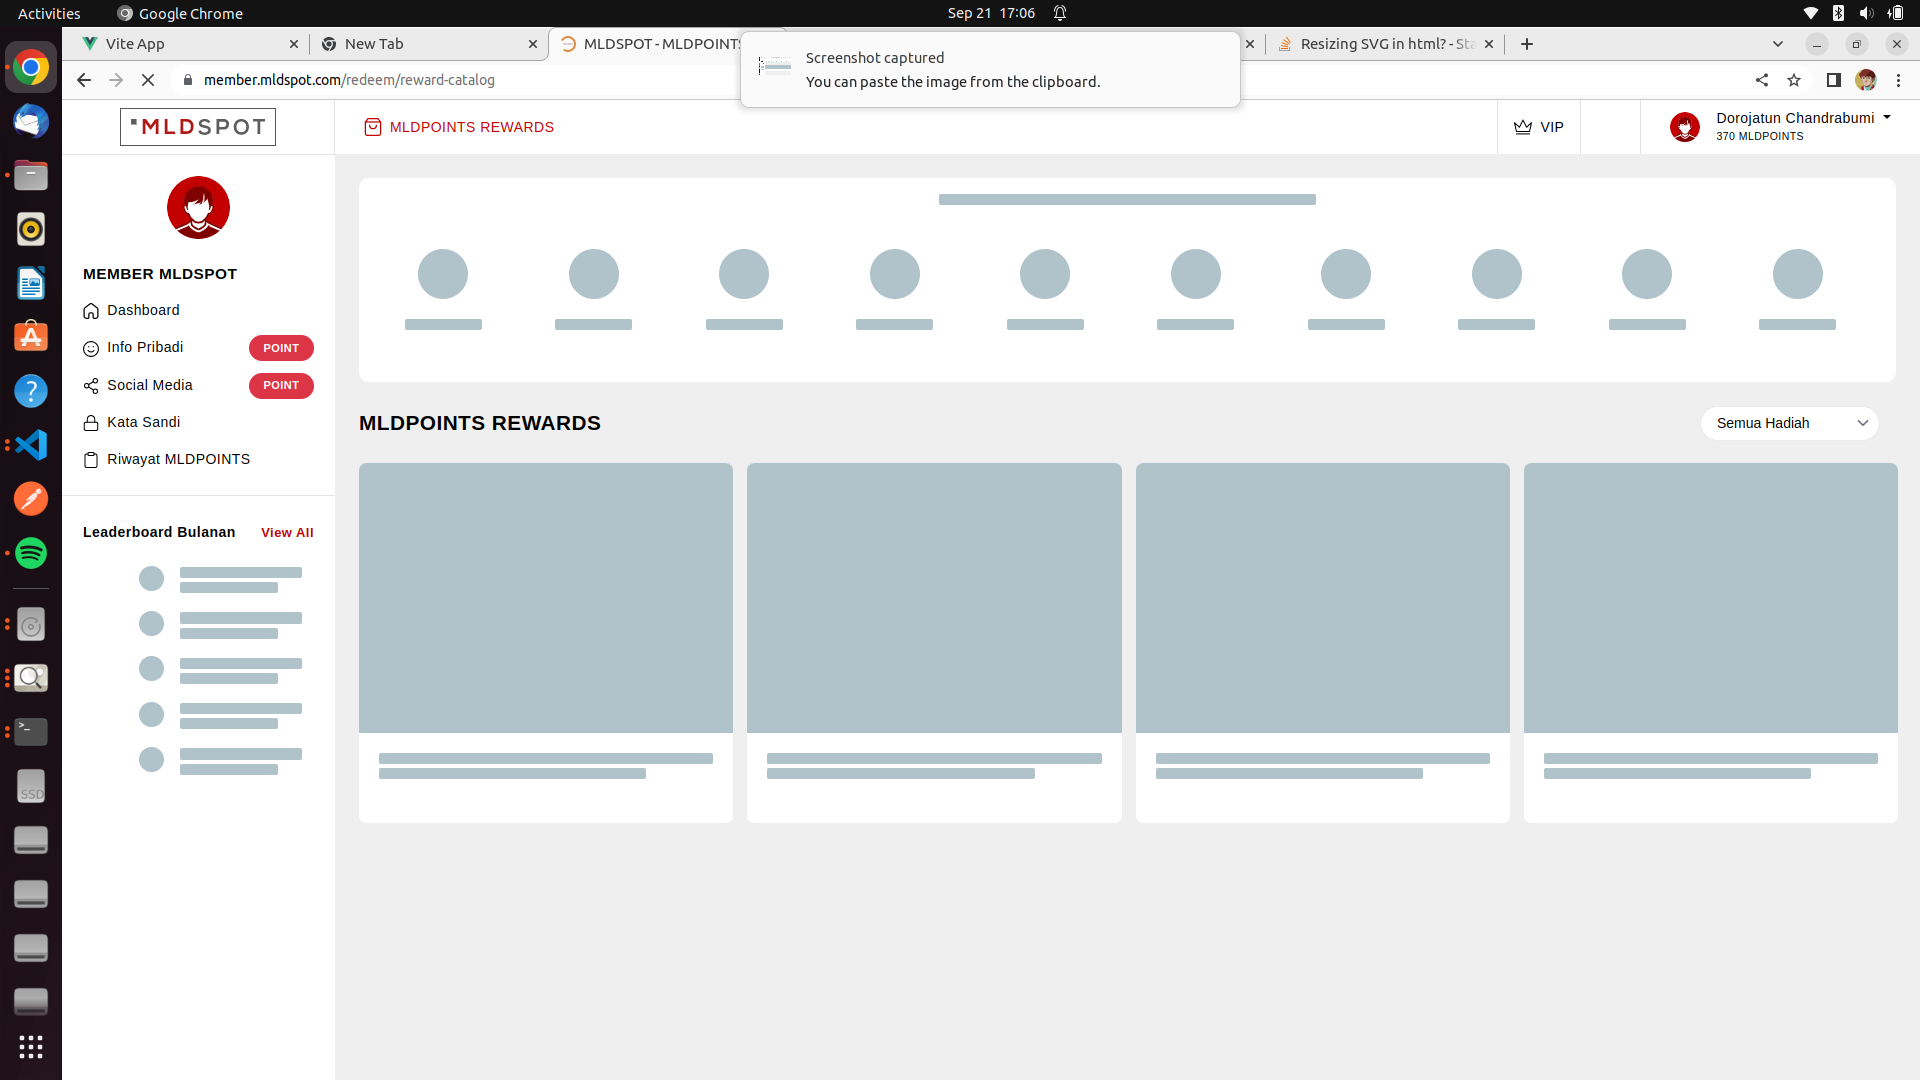 Activities
Google Chrome
Sep 21 17:06
Vite App
New Tab
MLDSPOT - MLDPOINTS
Resizing SVG in html? - Sta
Screenshot captured
You can paste the image from the clipboard.
member.mldspot.com/redeem/reward-catalog
MLDSPOT
MLDPOINTS REWARDS
VIP
Dorojatun Chandrabumi
370 MLDPOINTS
MEMBER MLDSPOT
Dashboard
Info Pribadi POINT
Social Media POINT
Kata Sandi
Riwayat MLDPOINTS
Leaderboard Bulanan View All
MLDPOINTS REWARDS
Semua Hadiah
>_
SSD